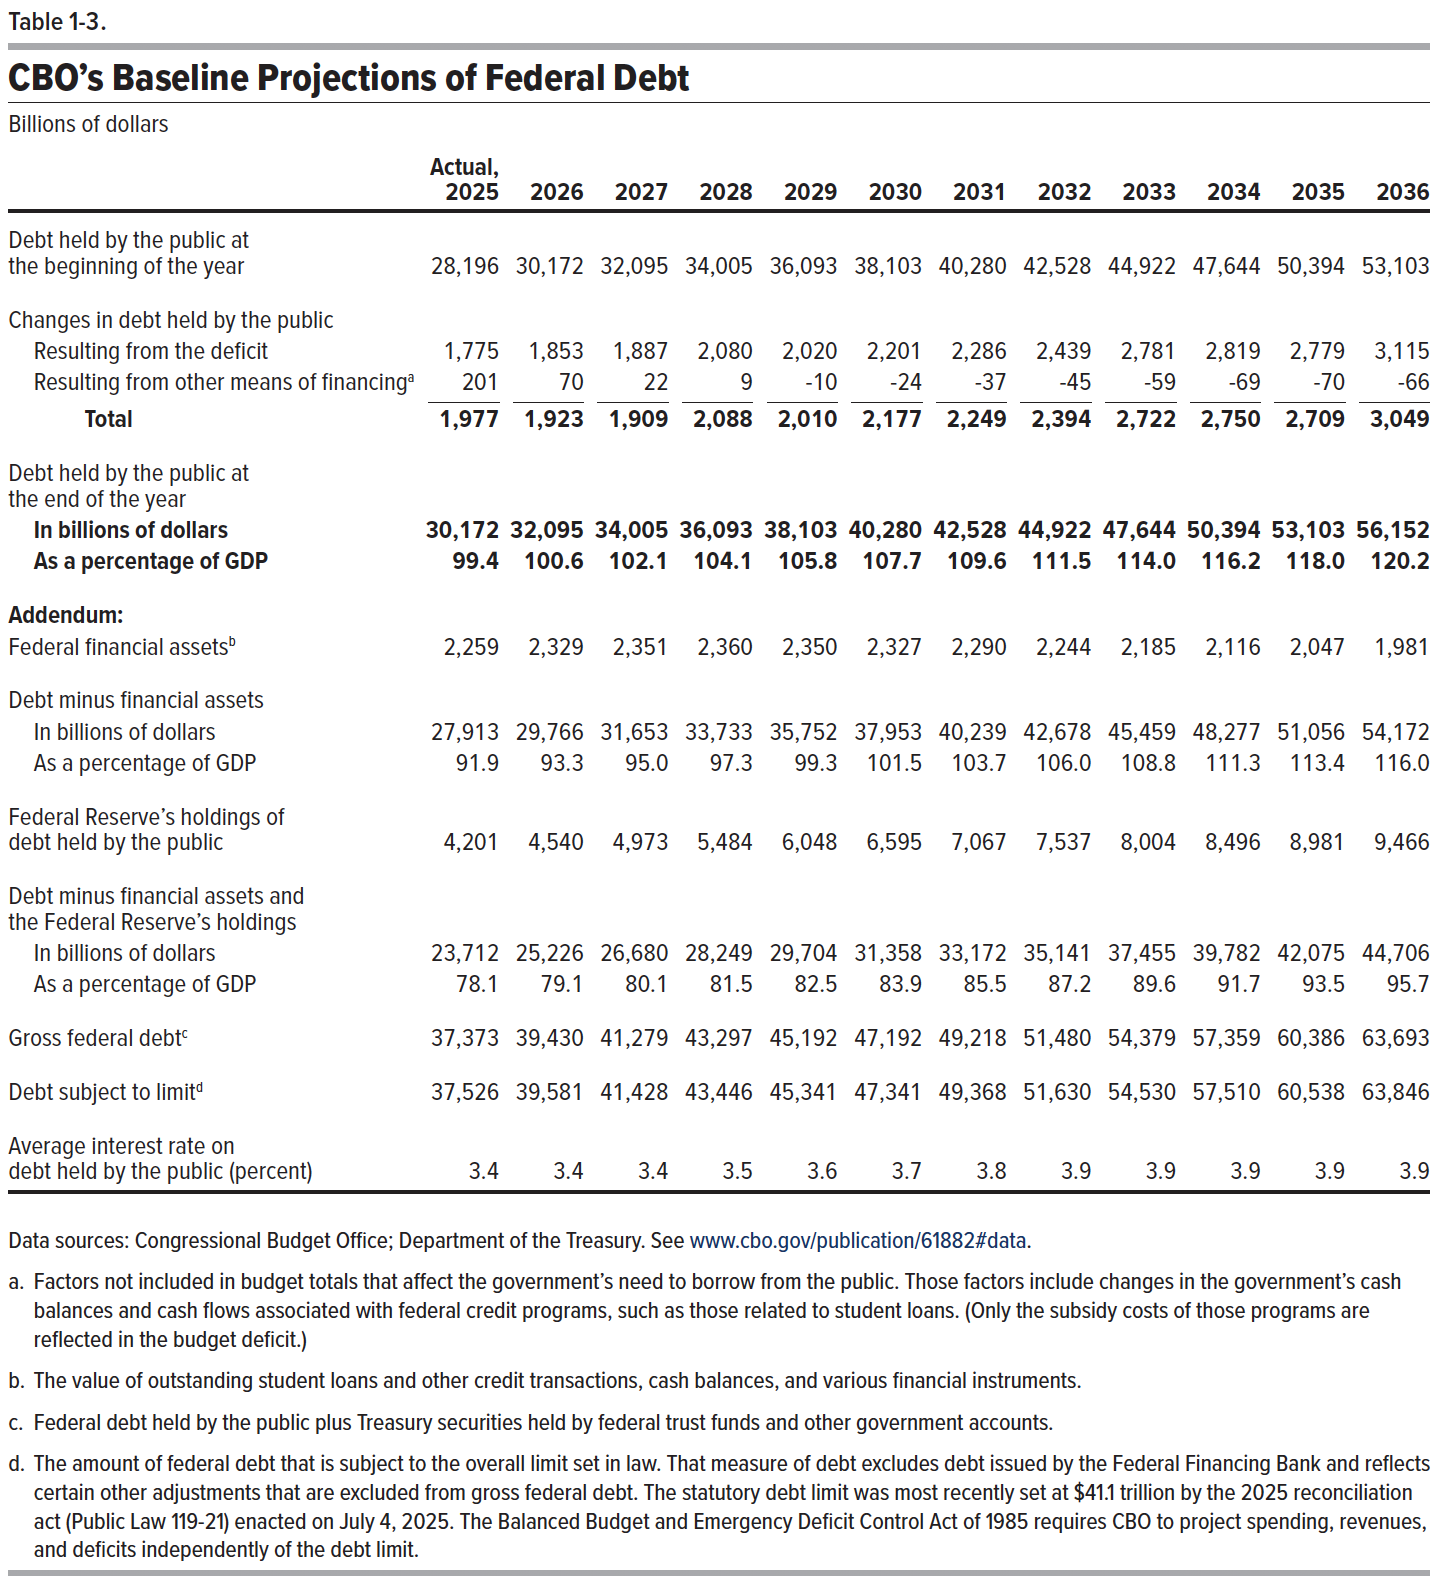 Table 1-3.
CBO’s Baseline Projections of Federal Debt
Billions of dollars
Actual,
2025 2026 2027 2028 2029 2030 2031 2032 2033 2034 2035 2036
Debt held by the public at
the beginning of the year 28,196 30,172 32,095 34,005 36,093 38,103 40,280 42,528 44,922 47,644 50,394 53,103
Changes in debt held by the public
Resulting from the deficit 1,775 1,853 1,887 2,080 2,020 2,201 2,286 2,439 2,781 2,819 2,779 3,115
Resulting from other means of financingᵃ 201 70 22 9 -10 -24 -37 -45 -59 -69 -70 -66
Total 1,977 1,923 1,909 2,088 2,010 2,177 2,249 2,394 2,722 2,750 2,709 3,049
Debt held by the public at
the end of the year
In billions of dollars 30,172 32,095 34,005 36,093 38,103 40,280 42,528 44,922 47,644 50,394 53,103 56,152
As a percentage of GDP 99.4 100.6 102.1 104.1 105.8 107.7 109.6 111.5 114.0 116.2 118.0 120.2
Addendum:
Federal financial assetsᵇ 2,259 2,329 2,351 2,360 2,350 2,327 2,290 2,244 2,185 2,116 2,047 1,981
Debt minus financial assets
In billions of dollars 27,913 29,766 31,653 33,733 35,752 37,953 40,239 42,678 45,459 48,277 51,056 54,172
As a percentage of GDP 91.9 93.3 95.0 97.3 99.3 101.5 103.7 106.0 108.8 111.3 113.4 116.0
Federal Reserve’s holdings of
debt held by the public 4,201 4,540 4,973 5,484 6,048 6,595 7,067 7,537 8,004 8,496 8,981 9,466
Debt minus financial assets and
the Federal Reserve’s holdings
In billions of dollars 23,712 25,226 26,680 28,249 29,704 31,358 33,172 35,141 37,455 39,782 42,075 44,706
As a percentage of GDP 78.1 79.1 80.1 81.5 82.5 83.9 85.5 87.2 89.6 91.7 93.5 95.7
Gross federal debtᶜ 37,373 39,430 41,279 43,297 45,192 47,192 49,218 51,480 54,379 57,359 60,386 63,693
Debt subject to limitᵈ 37,526 39,581 41,428 43,446 45,341 47,341 49,368 51,630 54,530 57,510 60,538 63,846
Average interest rate on
debt held by the public (percent) 3.4 3.4 3.4 3.5 3.6 3.7 3.8 3.9 3.9 3.9 3.9 3.9
Data sources: Congressional Budget Office; Department of the Treasury. See www.cbo.gov/publication/61882#data.
a. Factors not included in budget totals that affect the government’s need to borrow from the public. Those factors include changes in the government’s cash
balances and cash flows associated with federal credit programs, such as those related to student loans. (Only the subsidy costs of those programs are
reflected in the budget deficit.)
b. The value of outstanding student loans and other credit transactions, cash balances, and various financial instruments.
c. Federal debt held by the public plus Treasury securities held by federal trust funds and other government accounts.
d. The amount of federal debt that is subject to the overall limit set in law. That measure of debt excludes debt issued by the Federal Financing Bank and reflects
certain other adjustments that are excluded from gross federal debt. The statutory debt limit was most recently set at $41.1 trillion by the 2025 reconciliation
act (Public Law 119-21) enacted on July 4, 2025. The Balanced Budget and Emergency Deficit Control Act of 1985 requires CBO to project spending, revenues,
and deficits independently of the debt limit.